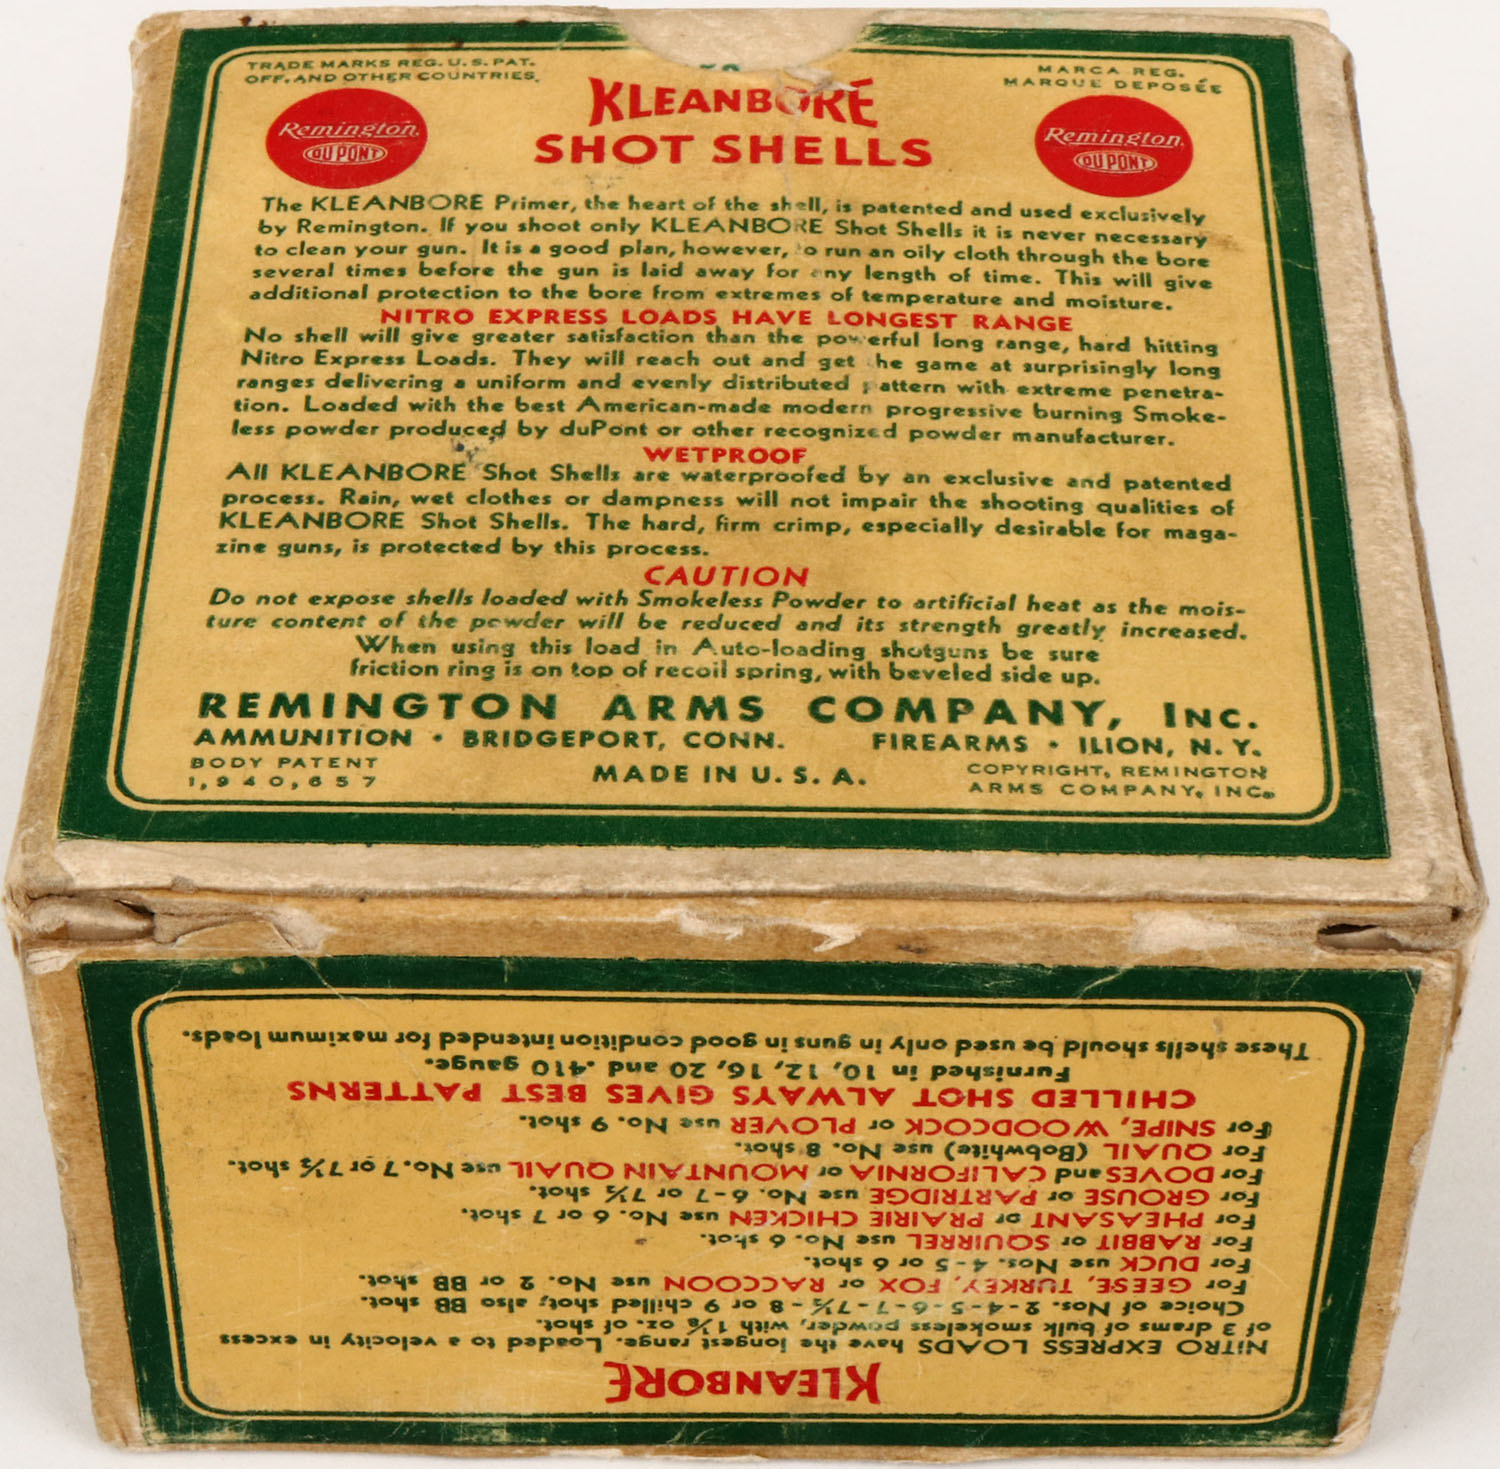 TRADE MARKS REG. U.S. PAT.
OFF. AND OTHER COUNTRIES.
MARCA REG.
MARQUE DEPOSÉE
Remington
DUPONT
KLEANBORE
SHOT SHELLS
Remington
DUPONT
The KLEANBORE Primer, the heart of the shell, is patented and used exclusively
by Remington. If you shoot only KLEANBORE Shot Shells it is never necessary
to clean your gun. It is a good plan, however, to run an oily cloth through the bore
several times before the gun is laid away for any length of time. This will give
additional protection to the bore from extremes of temperature and moisture.
NITRO EXPRESS LOADS HAVE LONGEST RANGE
No shell will give greater satisfaction than the powerful long range, hard hitting
Nitro Express Loads. They will reach out and get the game at surprisingly long
ranges delivering a uniform and evenly distributed pattern with extreme penetra-
tion. Loaded with the best American-made modern progressive burning Smoke-
less powder produced by duPont or other recognized powder manufacturer.
WETPROOF
All KLEANBORE Shot Shells are waterproofed by an exclusive and patented
process. Rain, wet clothes or dampness will not impair the shooting qualities of
KLEANBORE Shot Shells. The hard, firm crimp, especially desirable for maga-
zine guns, is protected by this process.
CAUTION
Do not expose shells loaded with Smokeless Powder to artificial heat as the mois-
ture content of the powder will be reduced and its strength greatly increased.
When using this load in Auto-loading shotguns be sure
friction ring is on top of recoil spring, with beveled side up.
REMINGTON ARMS COMPANY, INC.
AMMUNITION • BRIDGEPORT, CONN. FIREARMS • ILION, N. Y.
BODY PATENT
1,940,657
MADE IN U. S. A.
COPYRIGHT, REMINGTON
ARMS COMPANY, INC.
KLEANBORE
NITRO EXPRESS LOADS have the longest range. Loaded to a velocity in excess
of 3 drams of bulk smokeless powder, with 1⅛ oz. of shot.
Choice of Nos. 2-4-5-6-7-7½-8 or 9 chilled shot; also BB shot.
For GEESE, TURKEY, FOX or RACCOON use No. 2 or BB shot.
For DUCK use Nos. 4-5 or 6 shot.
For RABBIT or SQUIRREL use No. 6 shot.
For PHEASANT or PRAIRIE CHICKEN use No. 6 or 7 shot.
For GROUSE or PARTRIDGE use No. 6-7 or 7½ shot.
For DOVES and CALIFORNIA or MOUNTAIN QUAIL use No. 7 or 7½ shot.
For QUAIL (Bobwhite) use No. 8 shot.
For SNIPE, WOODCOCK or PLOVER use No. 9 shot.
CHILLED SHOT ALWAYS GIVES BEST PATTERNS
Furnished in 10, 12, 16, 20 and .410 gauge.
These shells should be used only in guns in good condition intended for maximum loads.